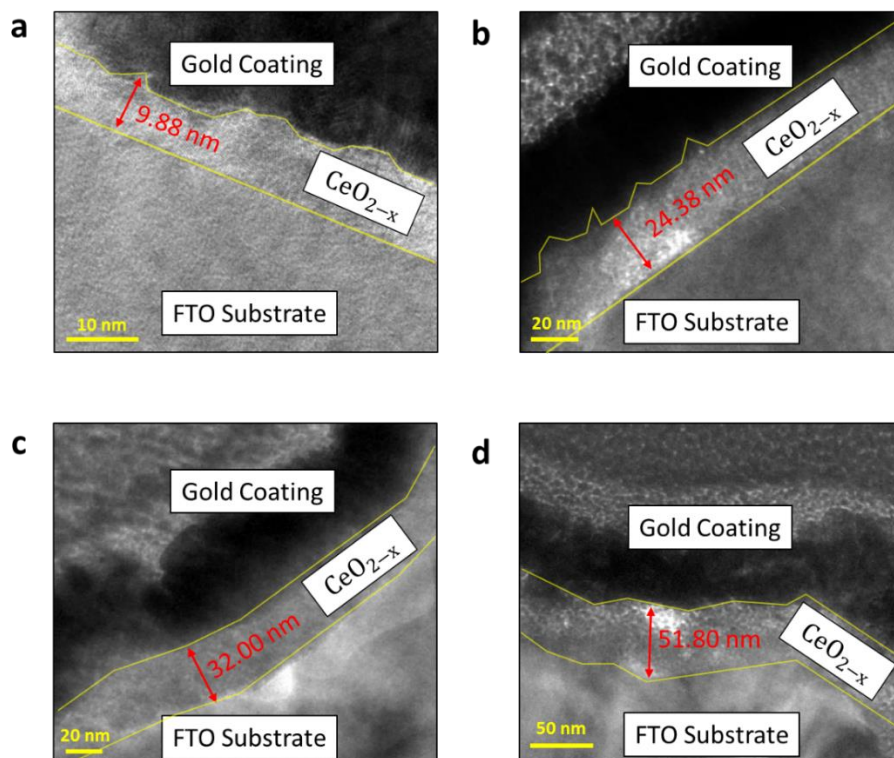 a
Gold Coating
9.88 nm
CeO₂₋ₓ
FTO Substrate
10 nm
b
Gold Coating
24.38 nm
CeO₂₋ₓ
FTO Substrate
20 nm
c
Gold Coating
32.00 nm
CeO₂₋ₓ
FTO Substrate
20 nm
d
Gold Coating
51.80 nm
CeO₂₋ₓ
FTO Substrate
50 nm